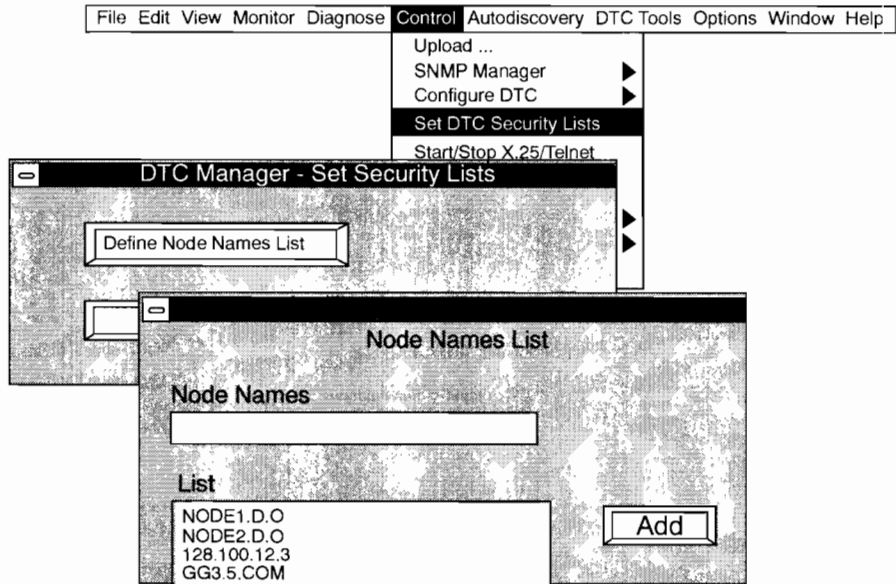 File Edit View Monitor Diagnose Control Autodiscovery DTC Tools Options Window Help
Upload ...
SNMP Manager
Configure DTC
Set DTC Security Lists
Start/Stop X.25/Telnet
DTC Manager - Set Security Lists
Define Node Names List
Node Names List
Node Names
List
NODE1.D.O
NODE2.D.O
128.100.12.3
GG3.5.COM
Add